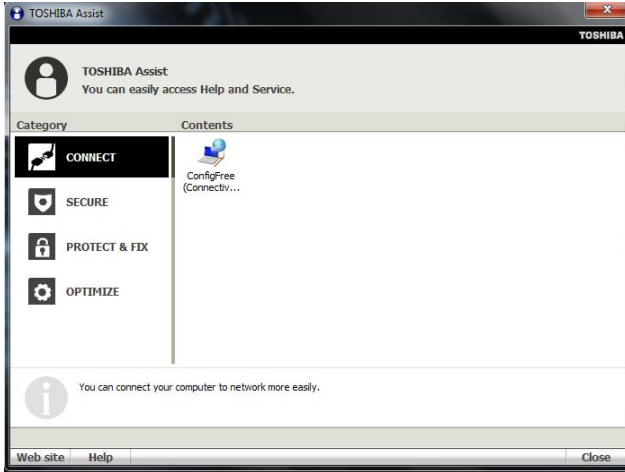 TOSHIBA Assist
TOSHIBA
TOSHIBA Assist
You can easily access Help and Service.
Category
Contents
CONNECT
SECURE
PROTECT & FIX
OPTIMIZE
ConfigFree
(Connectiv...
You can connect your computer to network more easily.
Web site
Help
Close